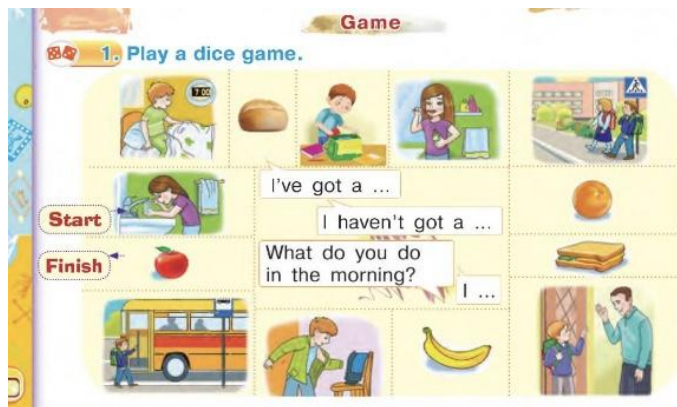 Game
1. Play a dice game.
7 00
I've got a ...
I haven't got a ...
Start
What do you do
in the morning?
Finish
I ...